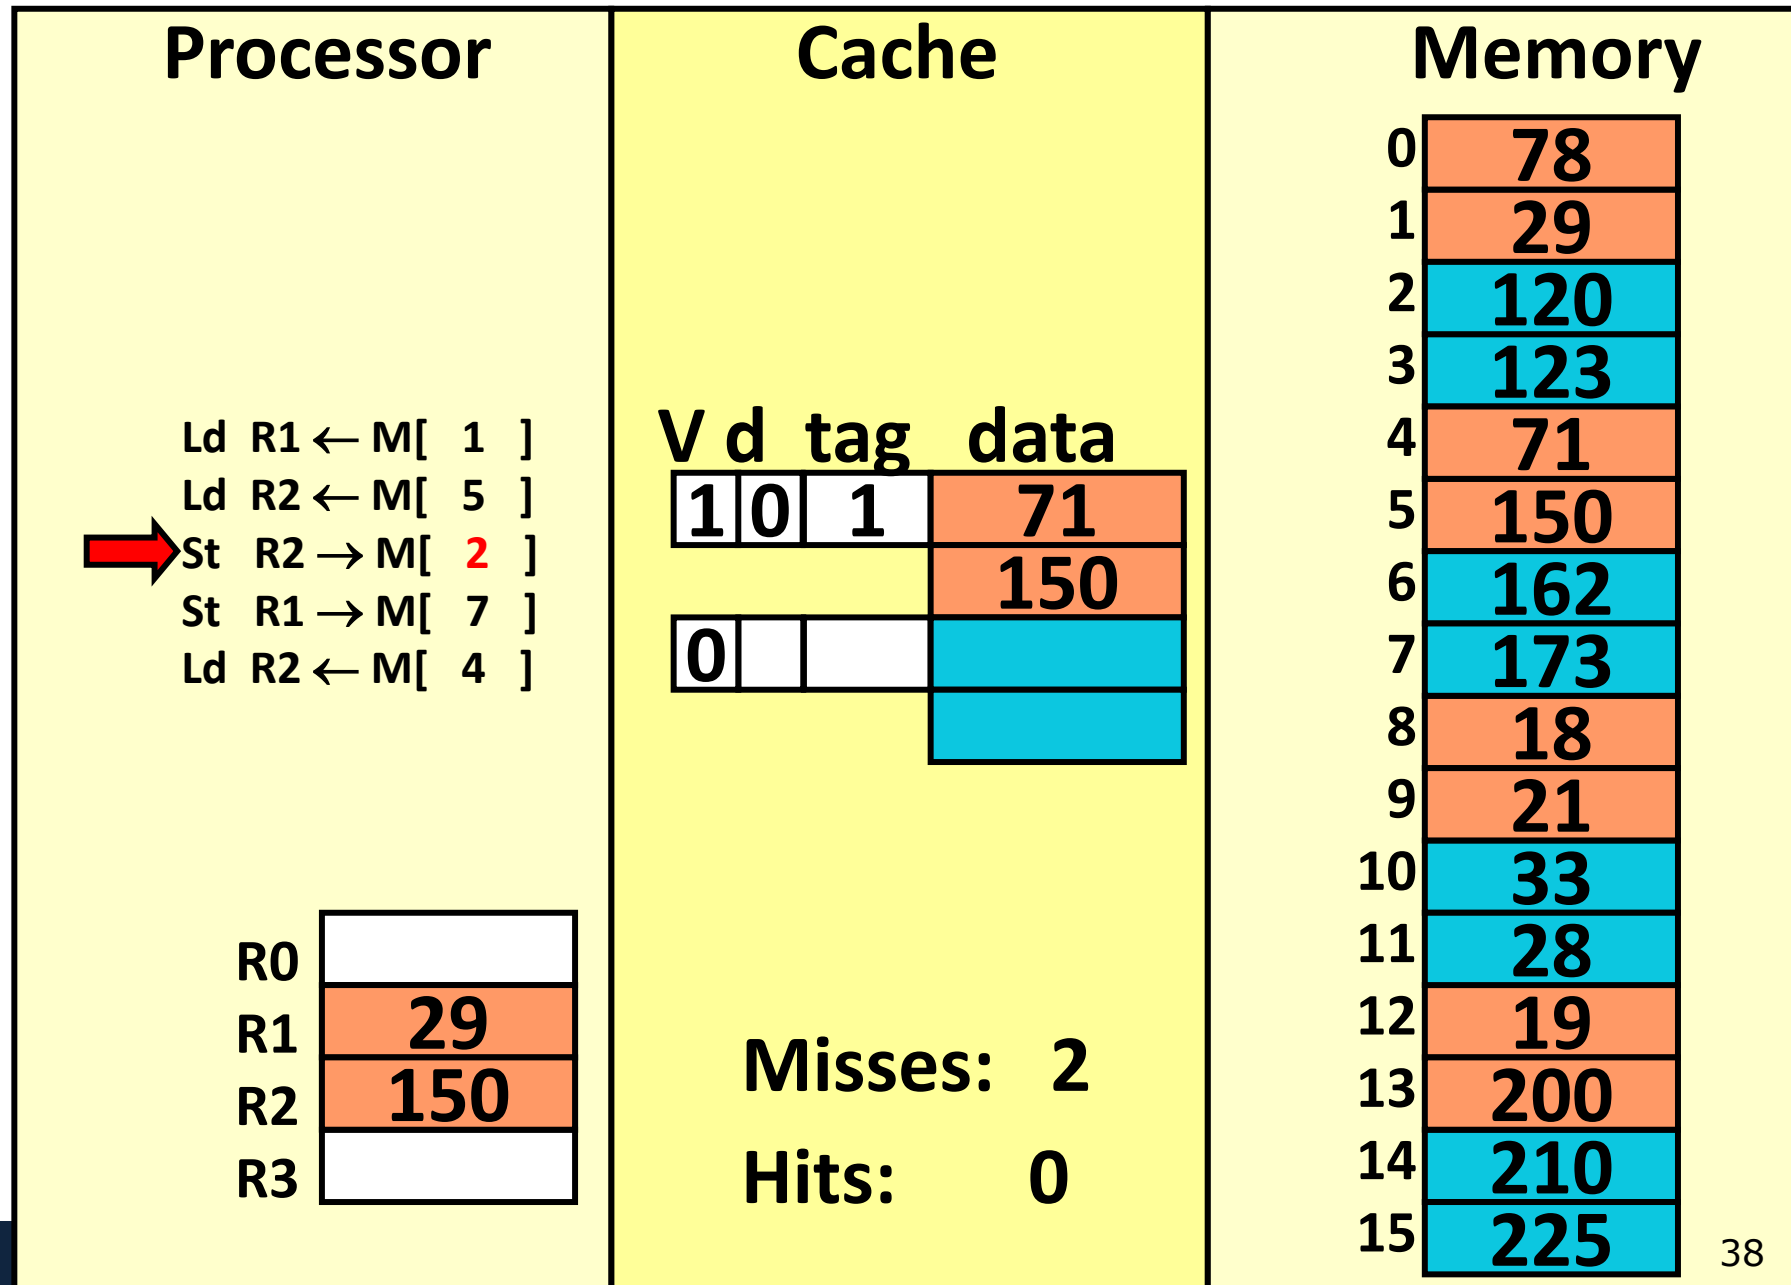 Processor
Ld R1 ← M[ 1 ]
Ld R2 ← M[ 5 ]
St R2 → M[ 2 ]
St R1 → M[ 7 ]
Ld R2 ← M[ 4 ]
R0
R1 29
R2 150
R3
Cache
V d tag data
1 0 1 71
150
0
Misses: 2
Hits: 0
Memory
0 78
1 29
2 120
3 123
4 71
5 150
6 162
7 173
8 18
9 21
10 33
11 28
12 19
13 200
14 210
15 225
38